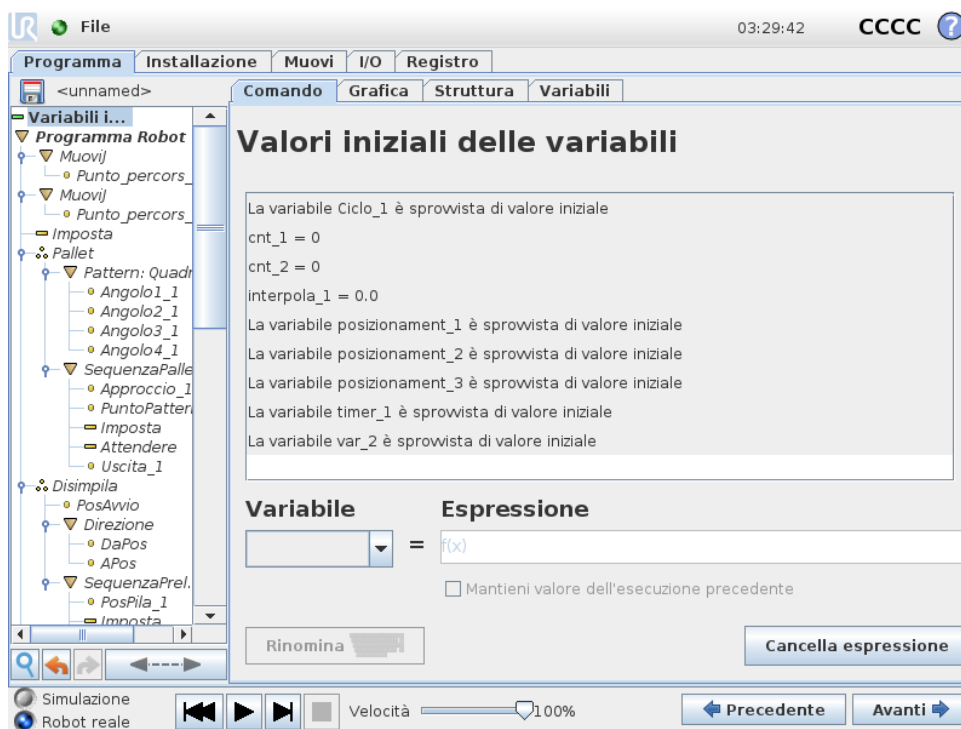 UR File 03:29:42 CCCC ?
Programma Installazione Muovi I/O Registro
<unnamed>
Comando Grafica Struttura Variabili
Variabili i...
Programma Robot
MuoviJ
Punto_percors_
MuoviJ
Punto_percors_
Imposta
Pallet
Pattern: Quadr
Angolo1_1
Angolo2_1
Angolo3_1
Angolo4_1
SequenzaPalle
Approccio_1
PuntoPatter
Imposta
Attendere
Uscita_1
Disimpila
PosAvvio
Direzione
DaPos
APos
SequenzaPrel.
PosPila_1
Imposta
Valori iniziali delle variabili
La variabile Ciclo_1 è sprovvista di valore iniziale
cnt_1 = 0
cnt_2 = 0
interpola_1 = 0.0
La variabile posizionament_1 è sprovvista di valore iniziale
La variabile posizionament_2 è sprovvista di valore iniziale
La variabile posizionament_3 è sprovvista di valore iniziale
La variabile timer_1 è sprovvista di valore iniziale
La variabile var_2 è sprovvista di valore iniziale
Variabile Espressione
= f(x)
Mantieni valore dell'esecuzione precedente
Rinomina Cancella espressione
Simulazione
Robot reale
Velocità 100%
Precedente Avanti